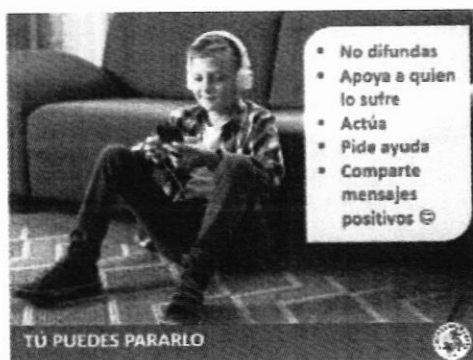 ▪ No difundas
▪ Apoya a quien
lo sufre
▪ Actúa
▪ Pide ayuda
▪ Comparte
mensajes
positivos 😊
TÚ PUEDES PARARLO